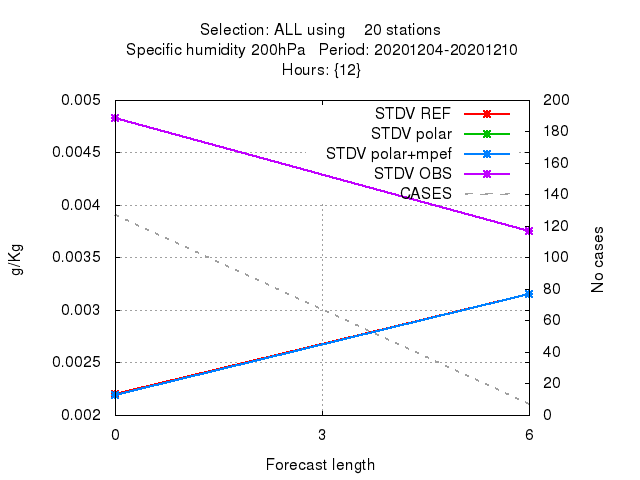 Selection: ALL using    20 stations
Specific humidity 200hPa   Period: 20201204-20201210
Hours: {12}
0.005
0.0045
0.004
0.0035
0.003
0.0025
0.002
g/Kg
STDV REF
STDV polar
STDV polar+mpef
STDV OBS
CASES
200
180
160
140
120
100
80
60
40
20
0
No cases
0
3
6
Forecast length